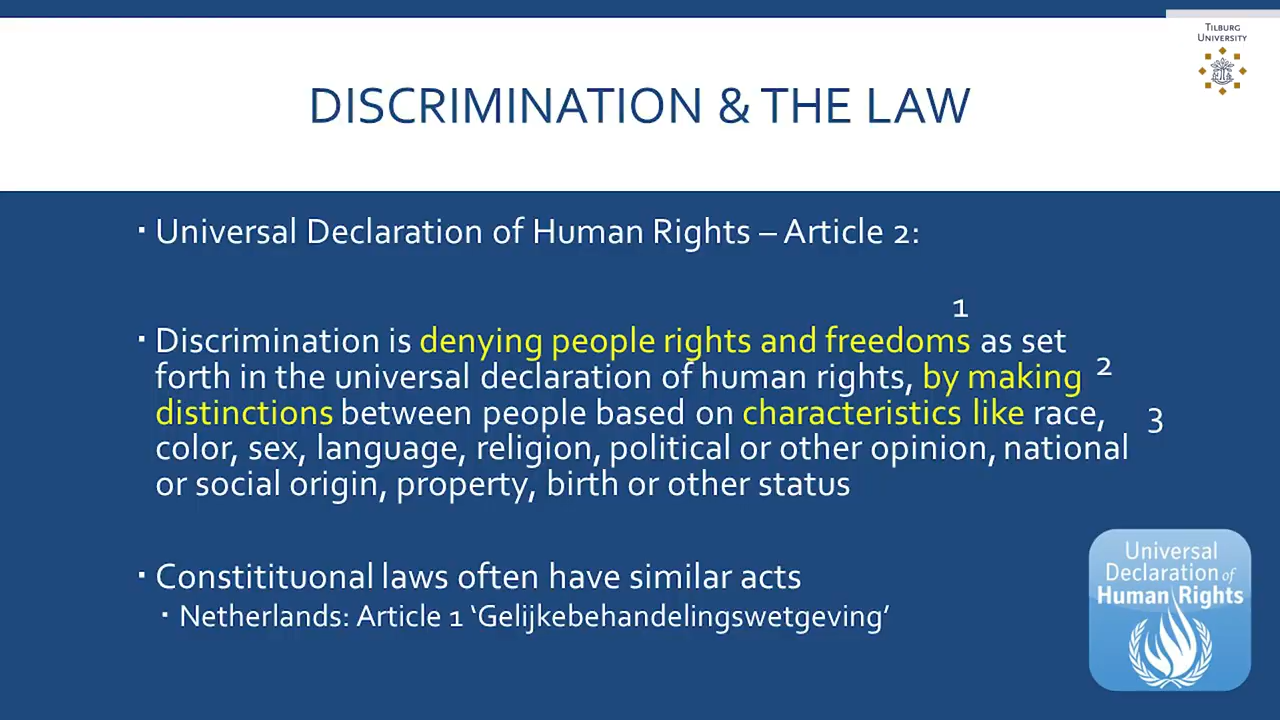 TILBURG
UNIVERSITY
DISCRIMINATION & THE LAW
▪ Universal Declaration of Human Rights – Article 2:
1
▪ Discrimination is denying people rights and freedoms as set
forth in the universal declaration of human rights, by making 2
distinctions between people based on characteristics like race, 3
color, sex, language, religion, political or other opinion, national
or social origin, property, birth or other status
▪ Constitituonal laws often have similar acts
▪ Netherlands: Article 1 ‘Gelijkebehandelingswetgeving’
Universal
Declaration of
Human Rights